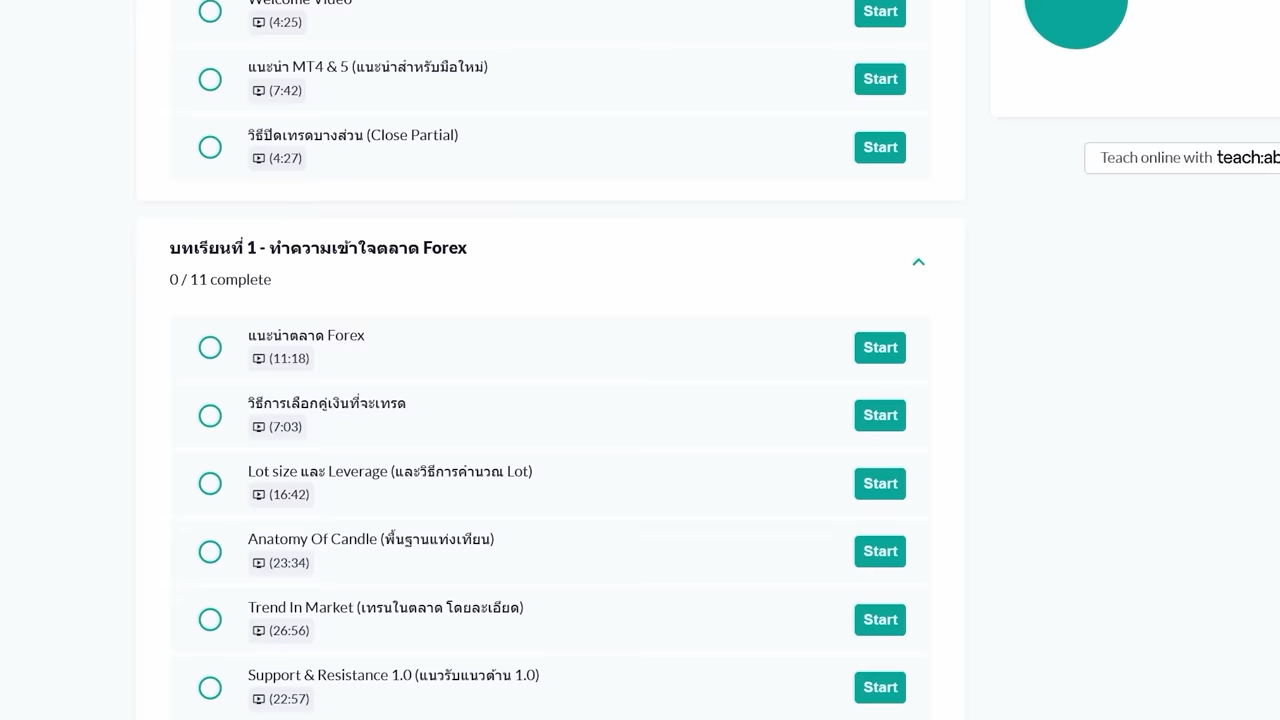 Welcome Video
(4:25)
Start
แนะนำ MT4 & 5 (แนะนำสำหรับมือใหม่)
(7:42)
Start
วิธีปิดเทรดบางส่วน (Close Partial)
(4:27)
Start
Teach online with teach:ab
บทเรียนที่ 1 - ทำความเข้าใจตลาด Forex
0 / 11 complete
แนะนำตลาด Forex
(11:18)
Start
วิธีการเลือกคู่เงินที่จะเทรด
(7:03)
Start
Lot size และ Leverage (และวิธีการคำนวณ Lot)
(16:42)
Start
Anatomy Of Candle (พื้นฐานแท่งเทียน)
(23:34)
Start
Trend In Market (เทรนในตลาด โดยละเอียด)
(26:56)
Start
Support & Resistance 1.0 (แนวรับแนวต้าน 1.0)
(22:57)
Start